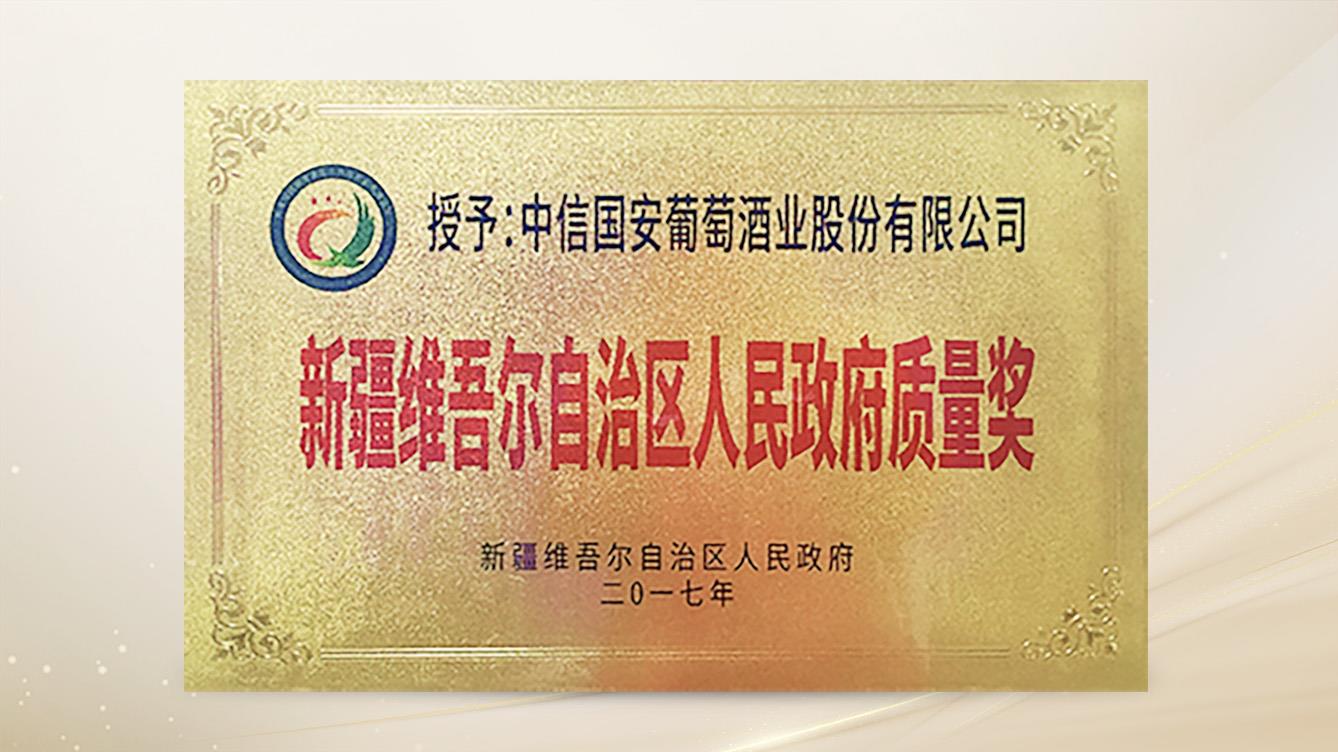 授予:中信国安葡萄酒业股份有限公司
新疆维吾尔自治区人民政府质量奖
新疆维吾尔自治区人民政府
二0一七年